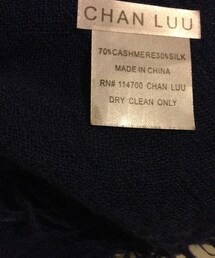 CHAN LUU
70%CASHMERE30%SILK
MADE IN CHINA
RN# 114700 CHAN LUU
DRY CLEAN ONLY